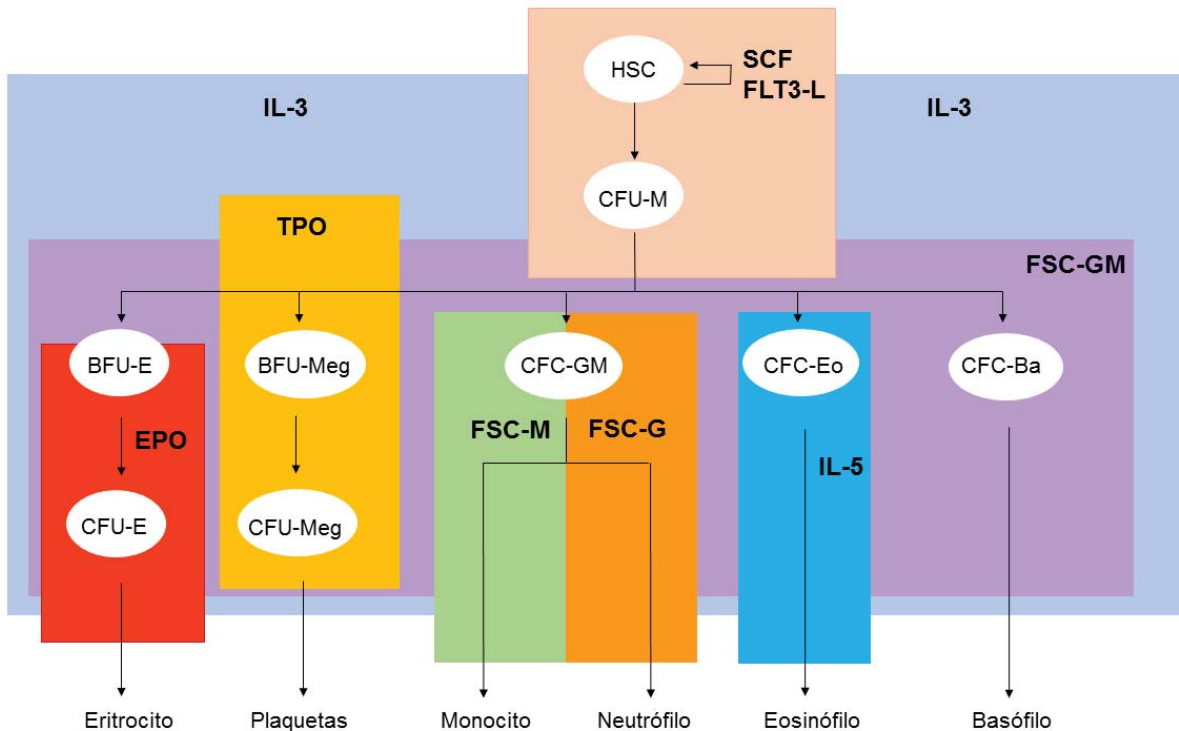 HSC
SCF
FLT3-L
IL-3
IL-3
CFU-M
TPO
FSC-GM
BFU-E
BFU-Meg
CFC-GM
CFC-Eo
CFC-Ba
EPO
FSC-M
FSC-G
IL-5
CFU-E
CFU-Meg
Eritrocito
Plaquetas
Monocito
Neutrófilo
Eosinófilo
Basófilo